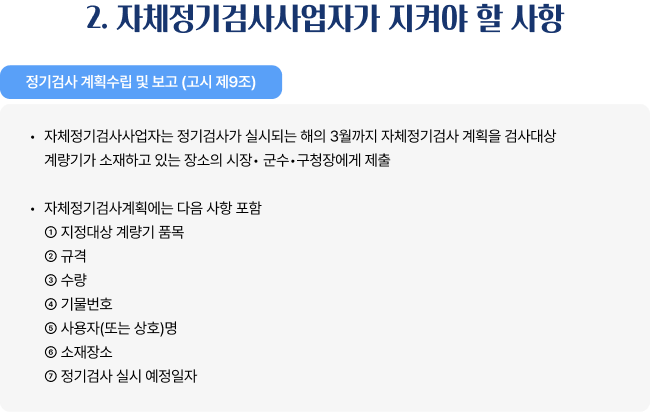 2. 자체정기검사사업자가 지켜야 할 사항
정기검사 계획수립 및 보고 (고시 제9조)
• 자체정기검사사업자는 정기검사가 실시되는 해의 3월까지 자체정기검사 계획을 검사대상
계량기가 소재하고 있는 장소의 시장• 군수•구청장에게 제출
• 자체정기검사계획에는 다음 사항 포함
① 지정대상 계량기 품목
② 규격
③ 수량
④ 기물번호
⑤ 사용자(또는 상호)명
⑥ 소재장소
⑦ 정기검사 실시 예정일자